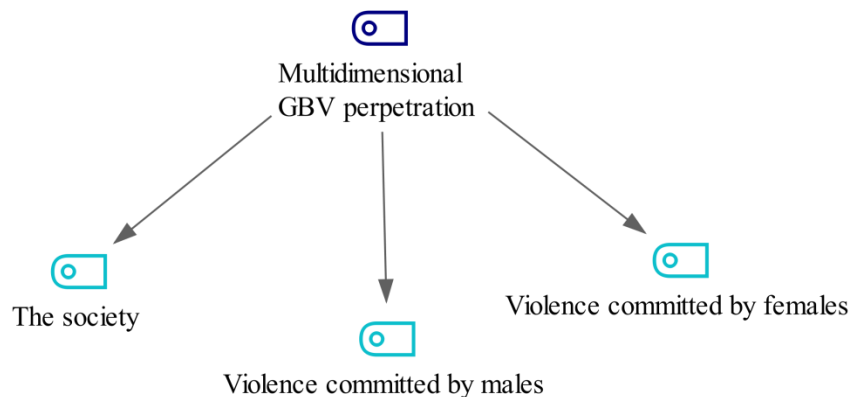 Multidimensional
GBV perpetration
The society
Violence committed by females
Violence committed by males